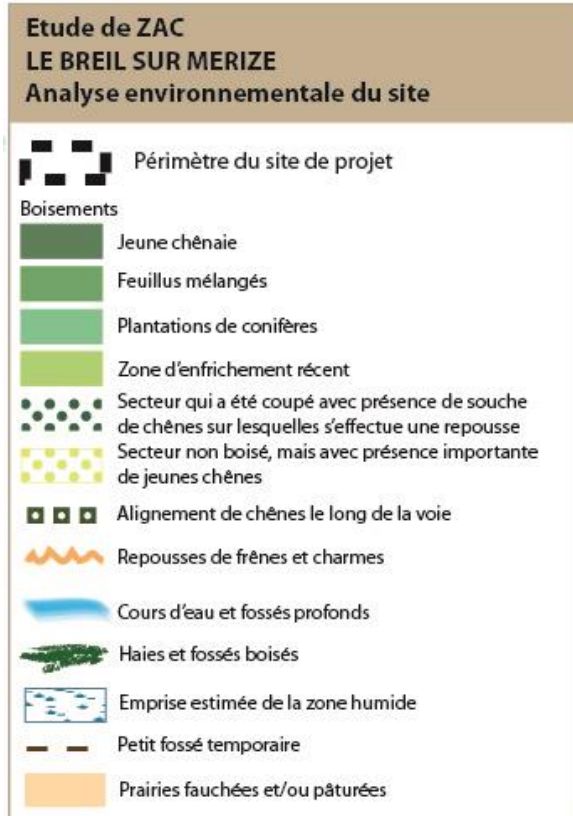 Etude de ZAC
LE BREIL SUR MERIZE
Analyse environnementale du site
Périmètre du site de projet
Boisements
Jeune chênaie
Feuillus mélangés
Plantations de conifères
Zone d'enfrichement récent
Secteur qui a été coupé avec présence de souche
de chênes sur lesquelles s'effectue une repousse
Secteur non boisé, mais avec présence importante
de jeunes chênes
Alignement de chênes le long de la voie
Repousses de frênes et charmes
Cours d'eau et fossés profonds
Haies et fossés boisés
Emprise estimée de la zone humide
Petit fossé temporaire
Prairies fauchées et/ou pâturées